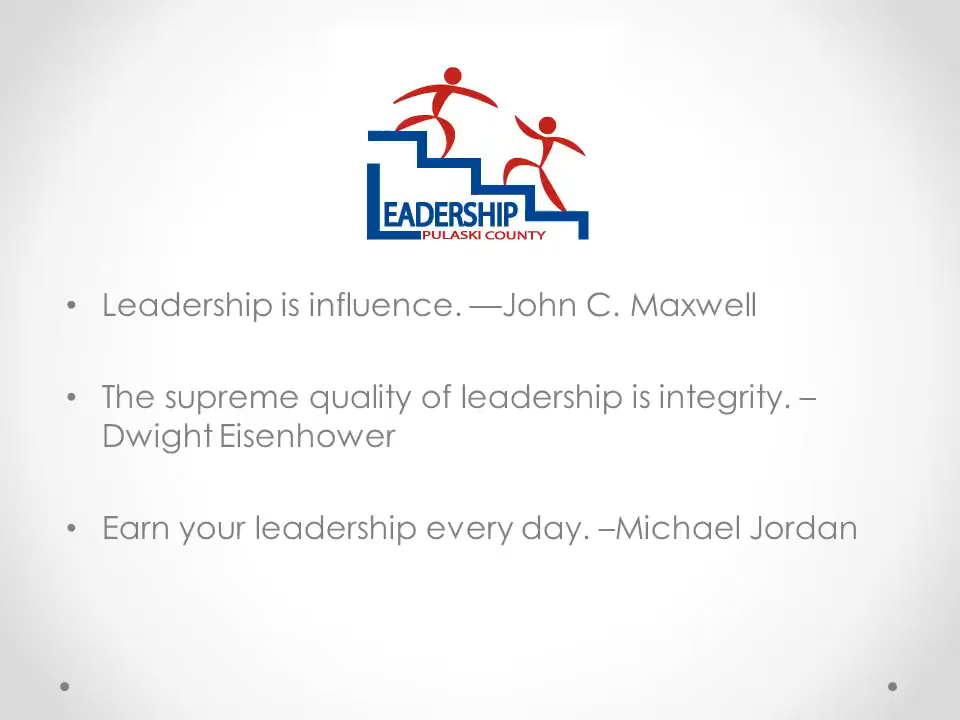 LEADERSHIP
PULASKI COUNTY
• Leadership is influence. —John C. Maxwell
• The supreme quality of leadership is integrity. –
Dwight Eisenhower
• Earn your leadership every day. –Michael Jordan